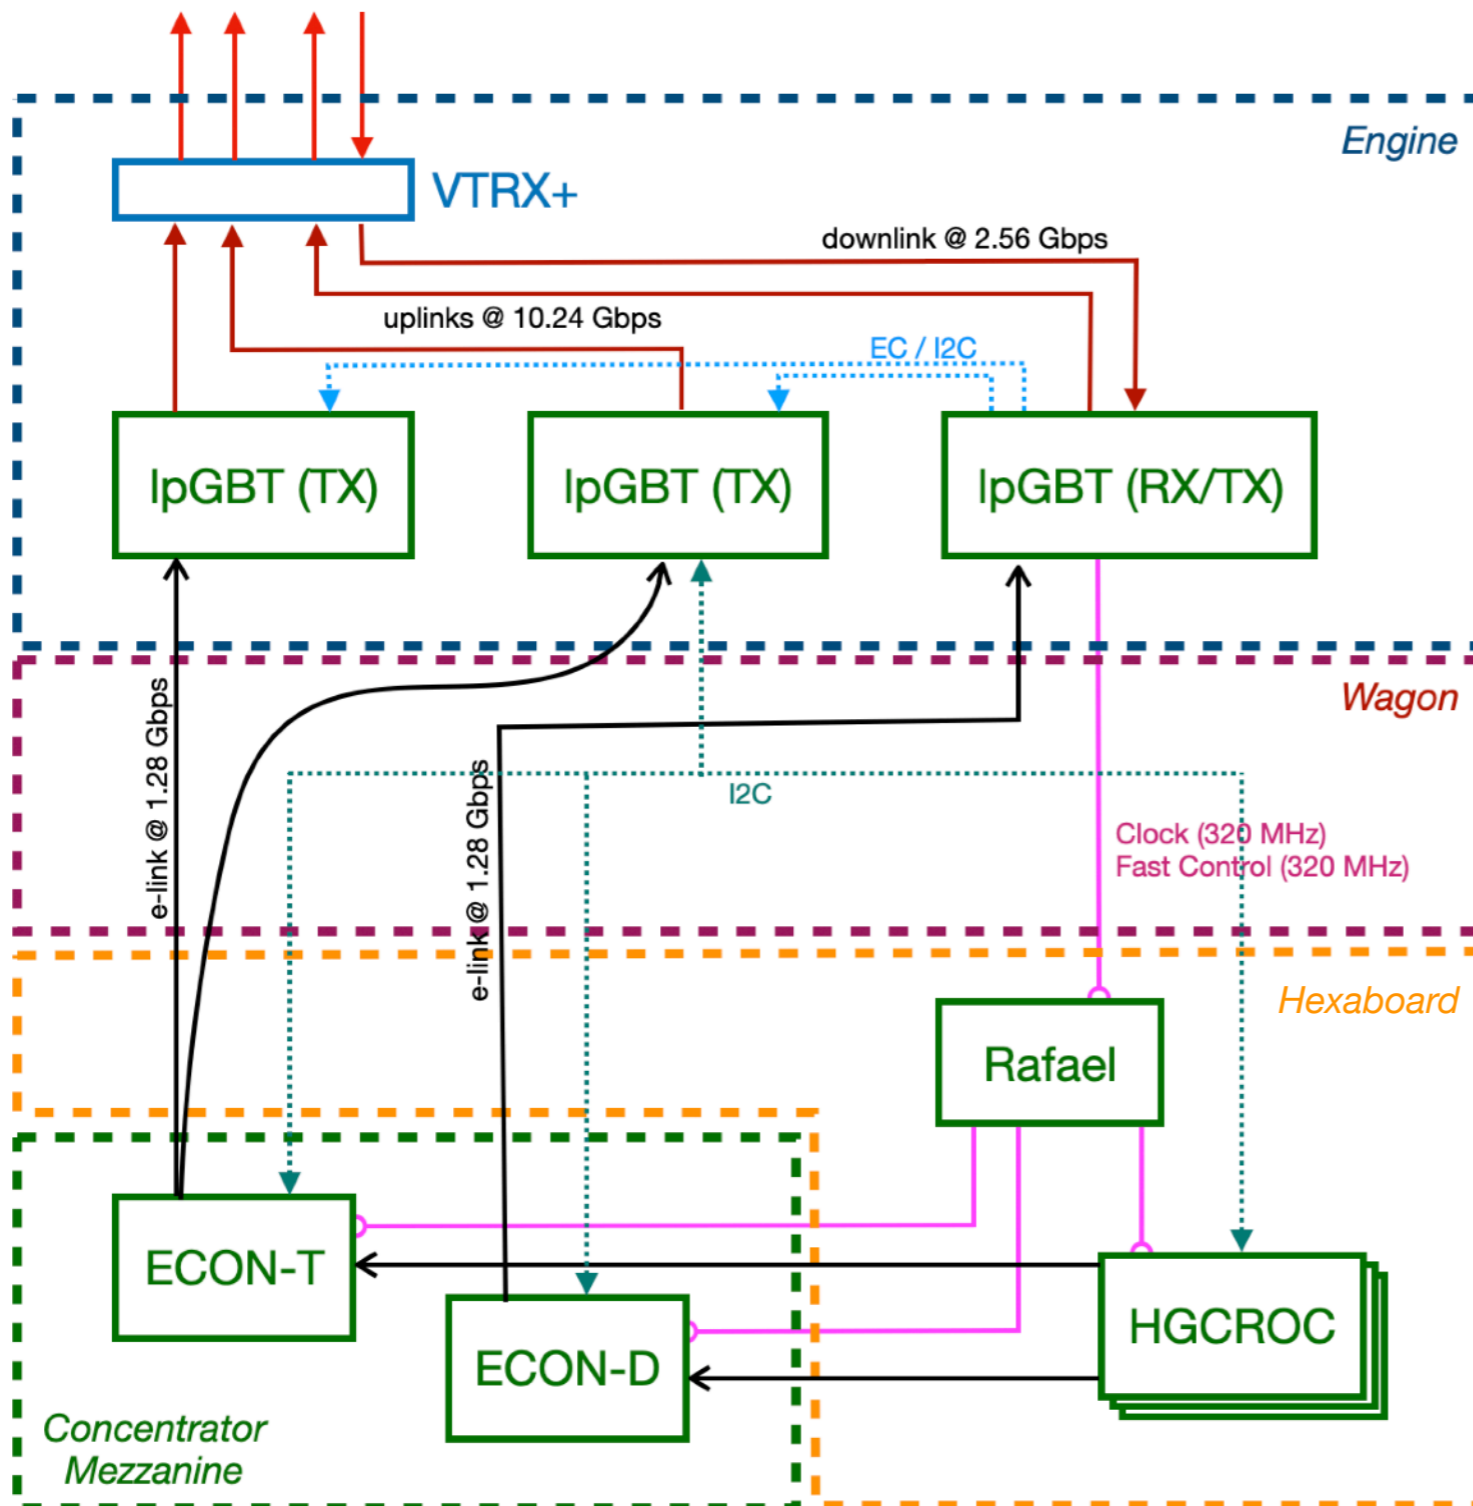 Engine
VTRX+
downlink @ 2.56 Gbps
uplinks @ 10.24 Gbps
EC / I2C
lpGBT (TX)
lpGBT (TX)
lpGBT (RX/TX)
Wagon
e-link @ 1.28 Gbps
e-link @ 1.28 Gbps
I2C
Clock (320 MHz)
Fast Control (320 MHz)
Hexaboard
Rafael
ECON-T
HGCROC
ECON-D
Concentrator
Mezzanine